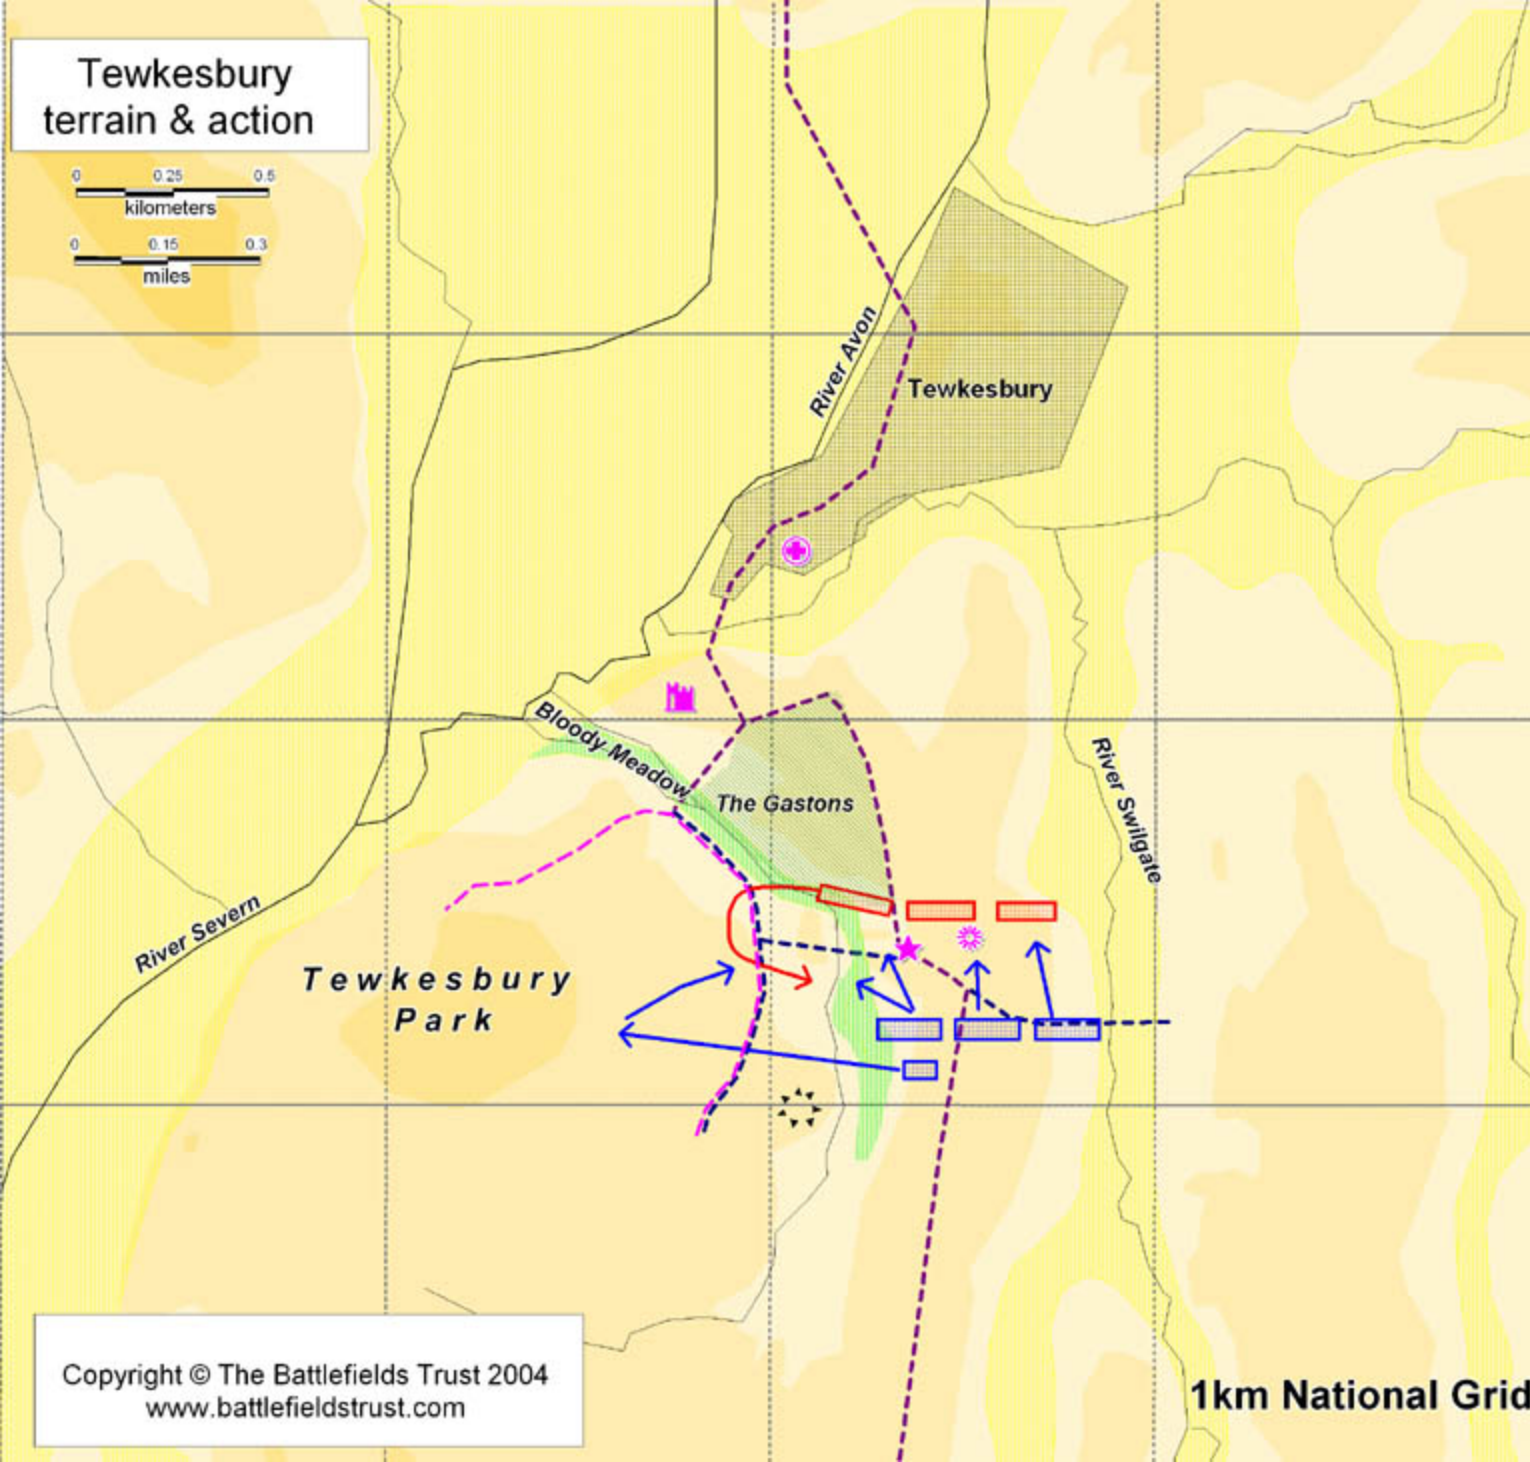 Tewkesbury
terrain & action
0 0.25 0.5
kilometers
0 0.15 0.3
miles
River Avon
Tewkesbury
Bloody Meadow
The Gastons
River Swilgate
River Severn
Tewkesbury
Park
Copyright © The Battlefields Trust 2004
www.battlefieldstrust.com
1km National Grid